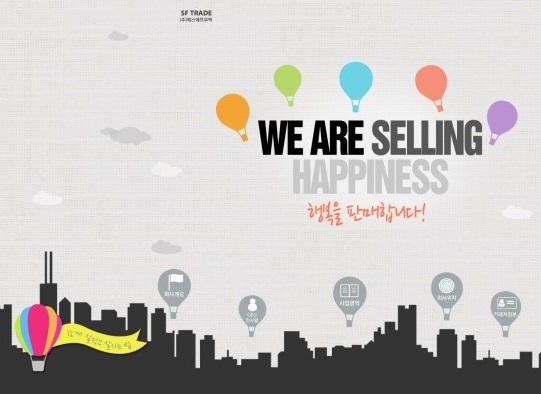 SF TRADE
(주)에스에프무역
WE ARE SELLING
HAPPINESS
행복을 판매합니다!
회사개요
CEO
인사말
사업영역
회사위치
거래처정보